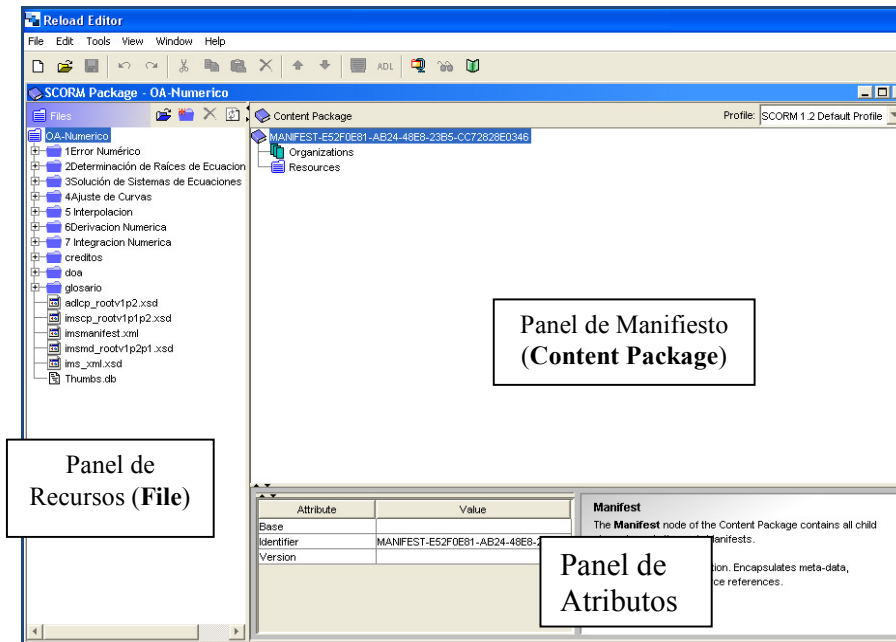 Reload Editor
File Edit Tools View Window Help
ADL
SCORM Package - OA-Numerico
Files
Content Package
Profile: SCORM 1.2 Default Profile
OA-Numerico
1Error Numérico
2Determinación de Raíces de Ecuacion
3Solución de Sistemas de Ecuaciones
4Ajuste de Curvas
5 Interpolacion
6Derivacion Numerica
7 Integracion Numerica
creditos
doa
glosario
adlcp_rootv1p2.xsd
imscp_rootv1p1p2.xsd
imsmanifest.xml
imsmd_rootv1p2p1.xsd
ims_xml.xsd
Thumbs.db
MANIFEST-E52F0E81-AB24-48E8-23B5-CC72828E0346
Organizations
Resources
Panel de Manifiesto
(Content Package)
Panel de
Recursos (File)
Attribute Value
Base
Identifier MANIFEST-E52F0E81-AB24-48E8-2
Version
Manifest
The Manifest node of the Content Package contains all child
anifests.
tion. Encapsulates meta-data,
ce references.
Panel de
Atributos